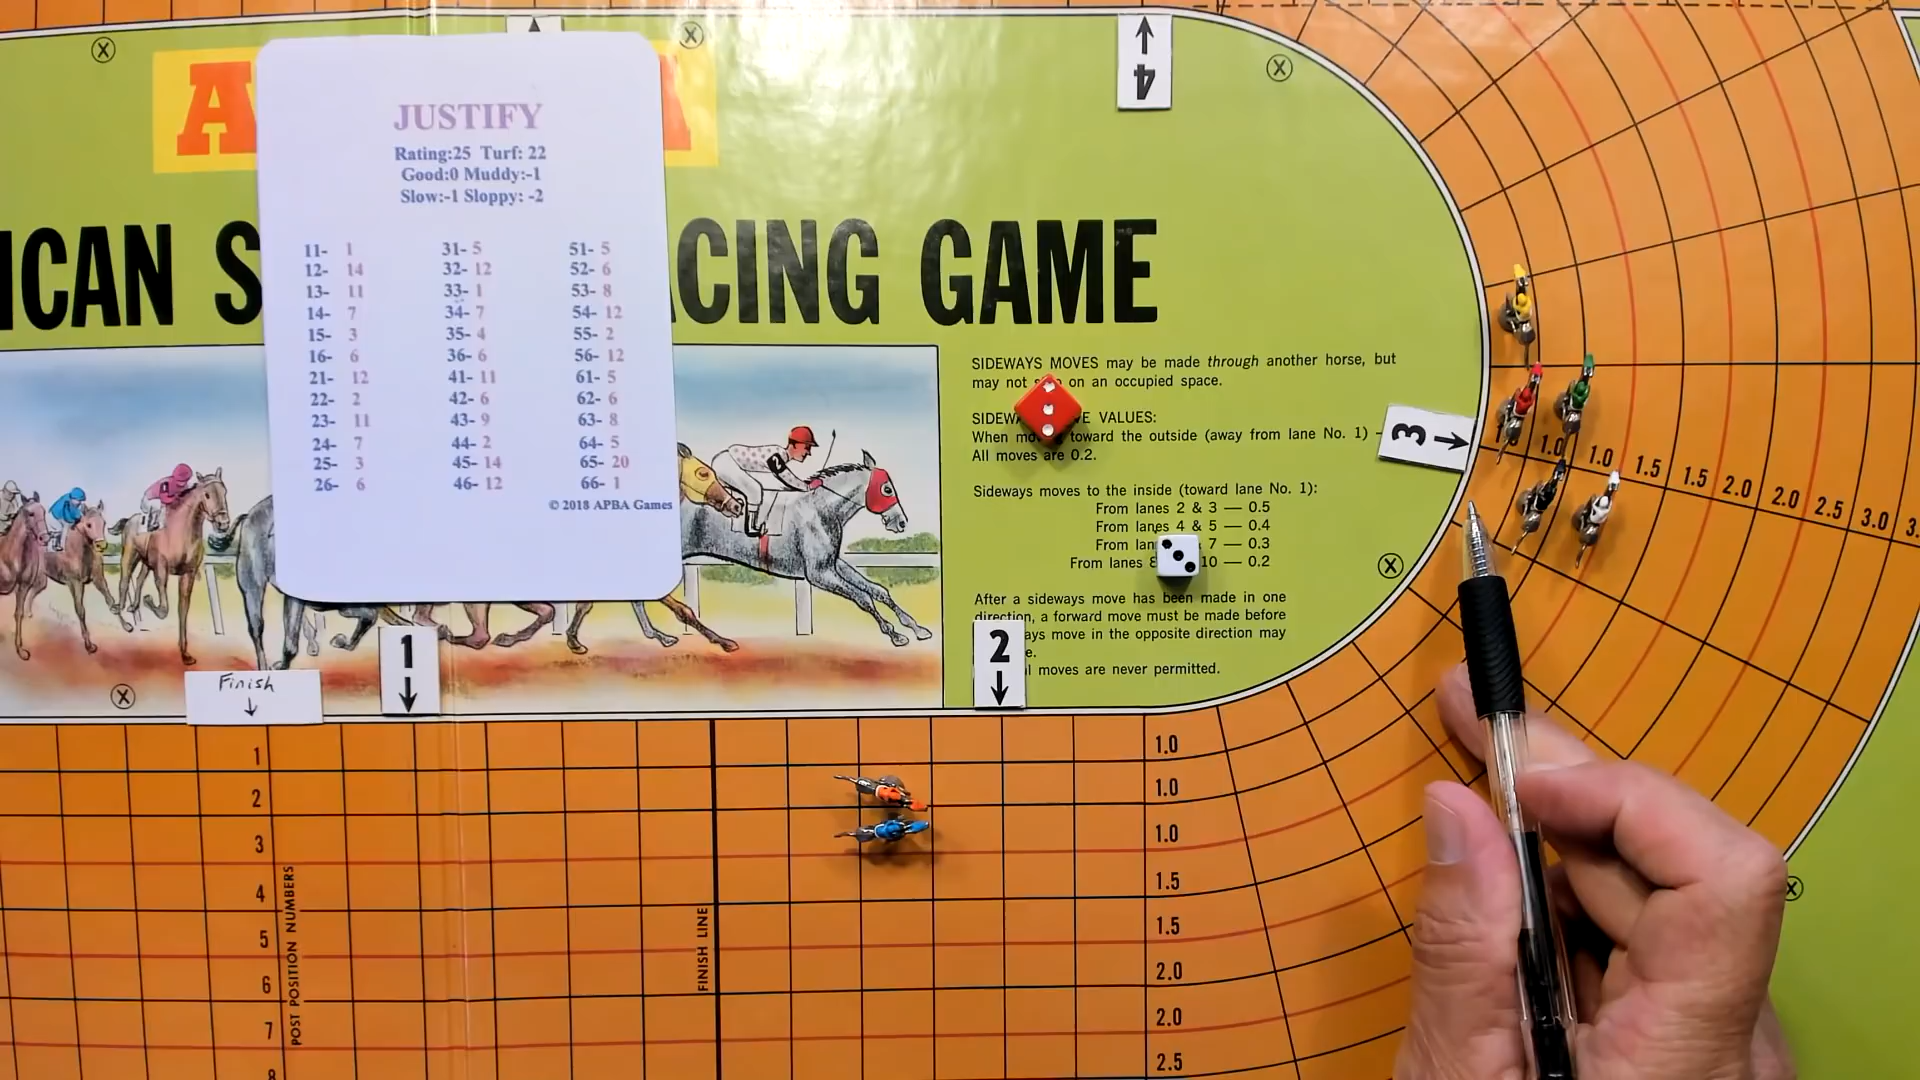 4
JUSTIFY
Rating:25 Turf: 22
Good:0 Muddy:-1
Slow:-1 Sloppy: -2
11- 1
12- 14
13- 11
14- 7
15- 3
16- 6
21- 12
22- 2
23- 11
24- 7
25- 3
26- 6
31- 5
32- 12
33- 1
34- 7
35- 4
36- 6
41- 11
42- 6
43- 9
44- 2
45- 14
46- 12
51- 5
52- 6
53- 8
54- 12
55- 2
56- 12
61- 5
62- 6
63- 8
64- 5
65- 20
66- 1
© 2018 APBA Games
A A
ICAN S CING GAME
SIDEWAYS MOVES may be made through another horse, but
may not on an occupied space.
VALUES:
When toward the outside (away from lane No. 1) -
All moves are 0.2.
Sideways moves to the inside (toward lane No. 1):
From lanes 2 & 3 — 0.5
From lanes 4 & 5 — 0.4
From 7 — 0.3
From lanes 10 — 0.2
After a sideways move has been made in one
direction, a forward move must be made before
move in the opposite direction may
moves are never permitted.
2
1
2
3
Finish
1.0 1.0 1.5 1.5 2.0 2.0 2.5 3.0 3.
1
2
3
4
5
6
7
8
POST POSITION NUMBERS
FINISH LINE
1.0
1.0
1.0
1.5
1.5
2.0
2.0
2.5
X
X
X
X
X
X